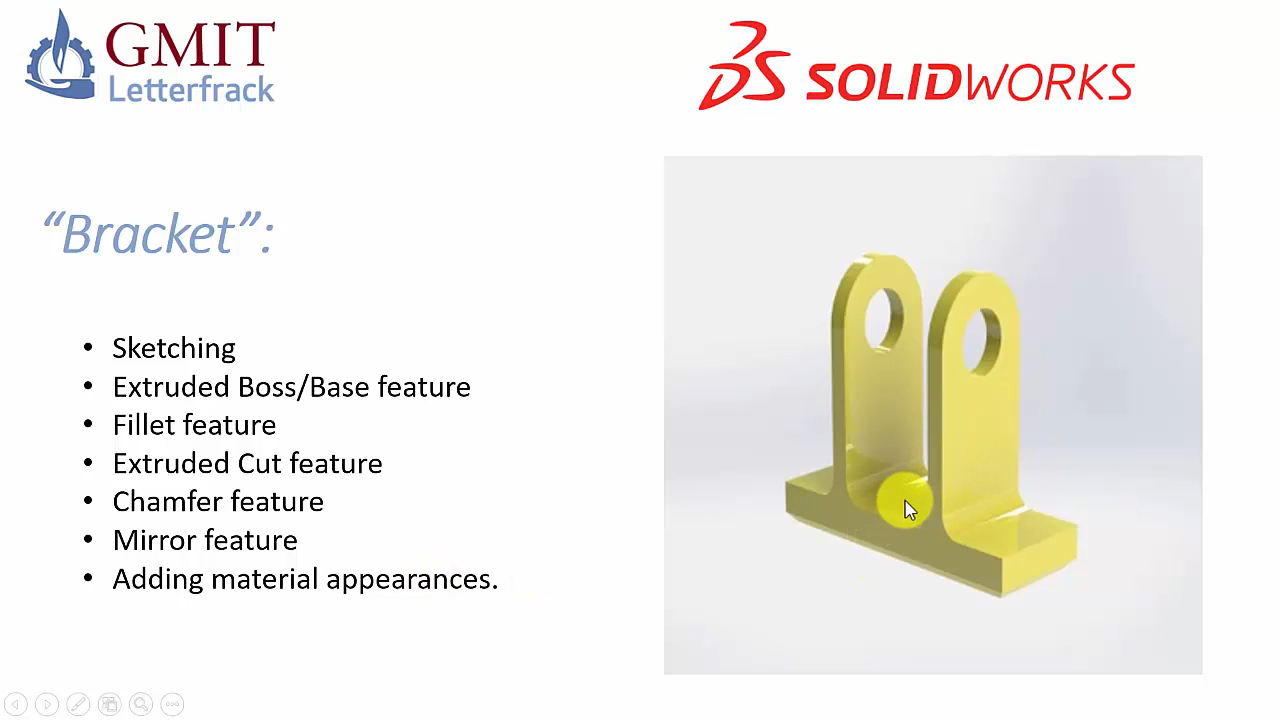 GMIT
Letterfrack
SOLIDWORKS
“Bracket”:
• Sketching
• Extruded Boss/Base feature
• Fillet feature
• Extruded Cut feature
• Chamfer feature
• Mirror feature
• Adding material appearances.